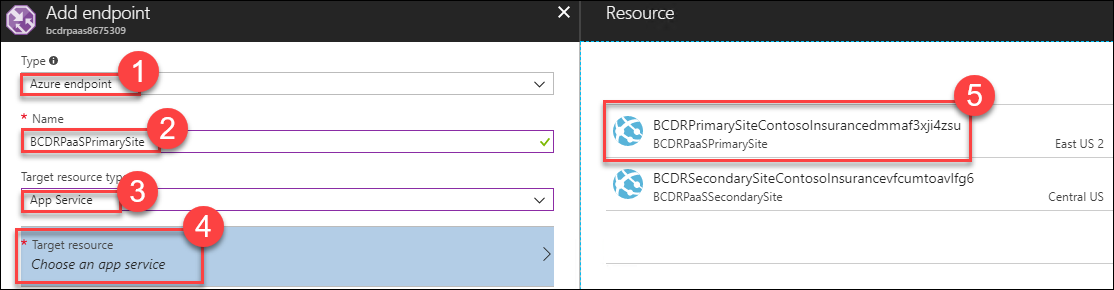 Add endpoint
bcdrpaas8675309
Type
1
Azure endpoint
* Name
2
BCDRPaaSPrimarySite
Target resource type
3
App Service
4
* Target resource
Choose an app service
Resource
5
BCDRPrimarySiteContosoInsurancedmmaf3xji4zsu
BCDRPaaSPrimarySite
East US 2
BCDRSecondarySiteContosoInsurancevfcumtoavlfg6
BCDRPaaSSecondarySite
Central US